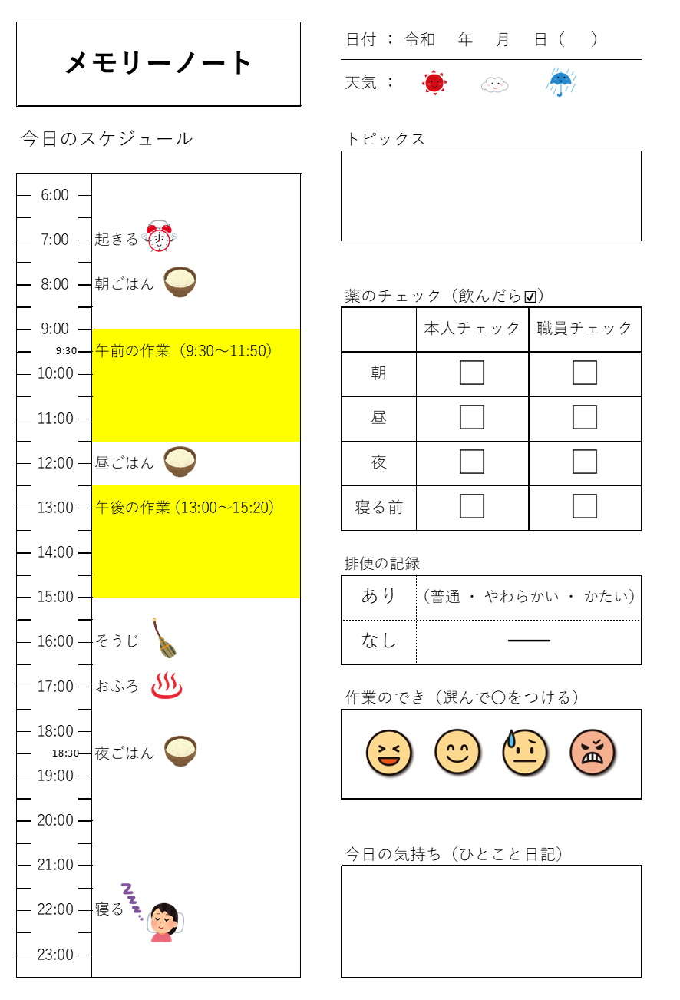 メモリーノート
日付 ： 令和　年　月　日（　）
天気 ：
今日のスケジュール
6:00
7:00 起きる
8:00 朝ごはん
9:00
9:30 午前の作業（9:30～11:50）
10:00
11:00
12:00 昼ごはん
13:00 午後の作業（13:00～15:20）
14:00
15:00
16:00 そうじ
17:00 おふろ
18:00
18:30 夜ごはん
19:00
20:00
21:00
22:00 寝る
23:00
トピックス
薬のチェック（飲んだら☑）
本人チェック 職員チェック
朝 □ □
昼 □ □
夜 □ □
寝る前 □ □
排便の記録
あり （普通 ・ やわらかい ・ かたい）
なし ―
作業のでき（選んで〇をつける）
今日の気持ち（ひとこと日記）